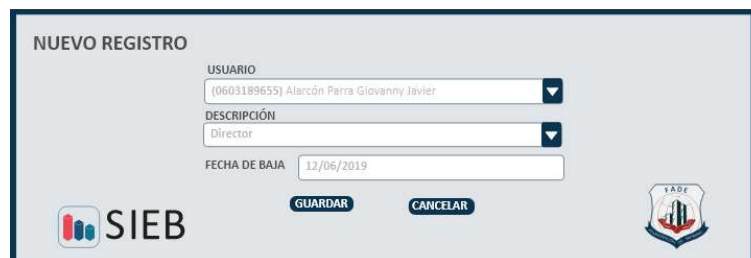 NUEVO REGISTRO
USUARIO
(0603189655) Alarcón Parra Giovanny Javier
DESCRIPCIÓN
Director
FECHA DE BAJA 12/06/2019
GUARDAR CANCELAR
SIEB
FADE